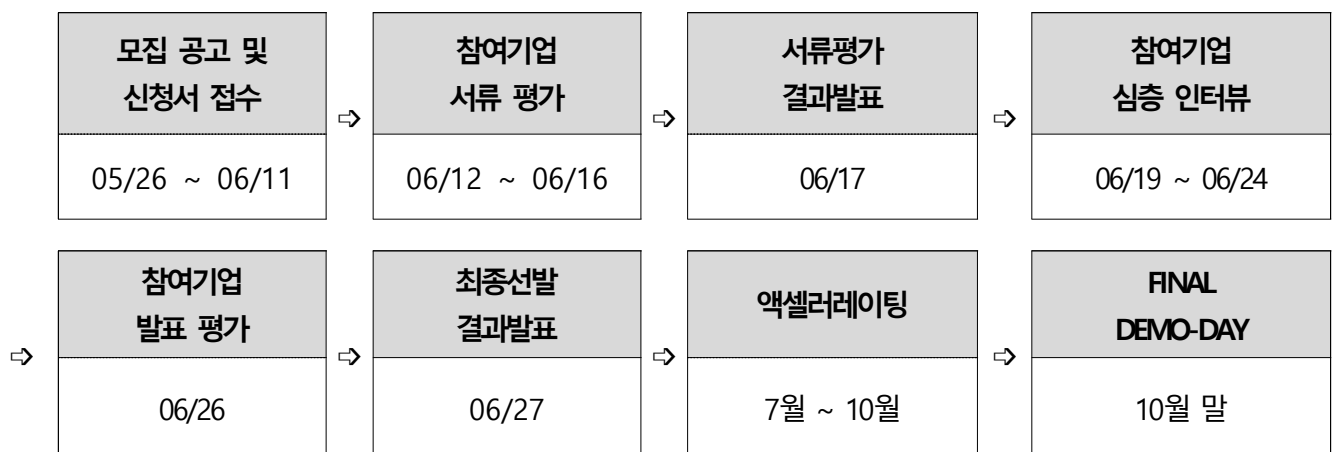 모집 공고 및
신청서 접수
05/26 ~ 06/11
⇨
참여기업
서류 평가
06/12 ~ 06/16
⇨
서류평가
결과발표
06/17
⇨
참여기업
심층 인터뷰
06/19 ~ 06/24
⇨
참여기업
발표 평가
06/26
⇨
최종선발
결과발표
06/27
⇨
액셀러레이팅
7월 ~ 10월
⇨
FINAL
DEMO-DAY
10월 말